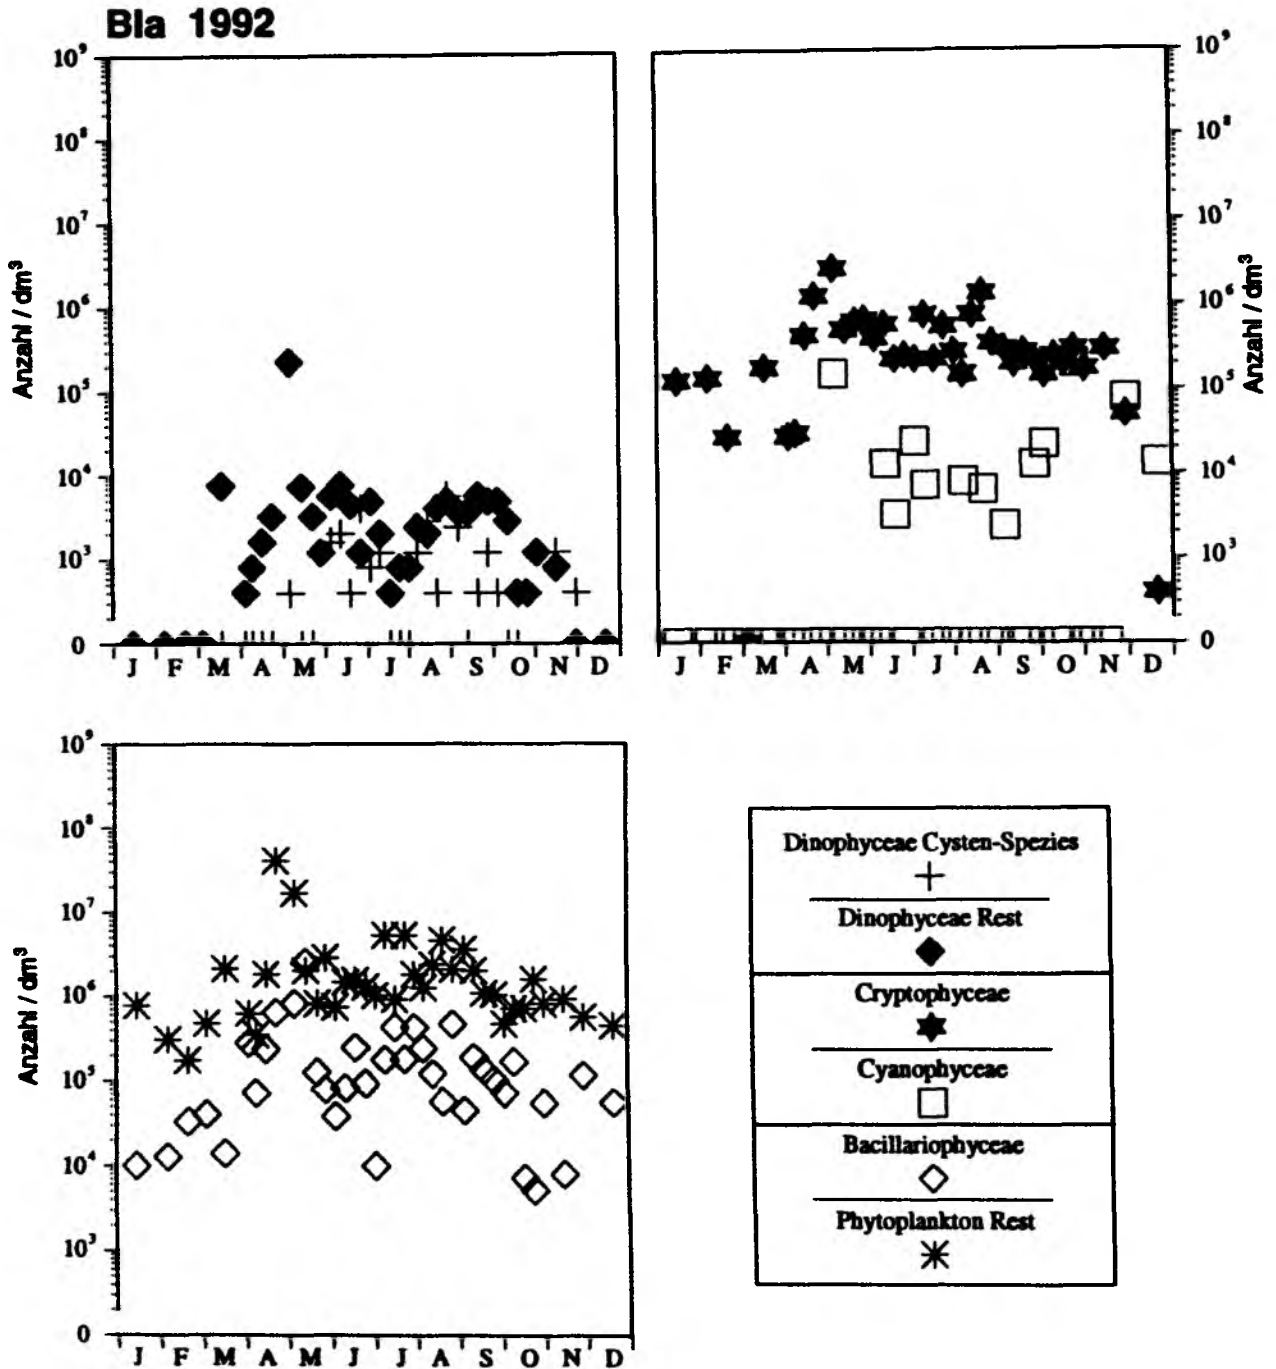 Bla 1992
10⁹
10⁸
10⁷
10⁶
10⁵
10⁴
10³
0
Anzahl / dm³
J F M A M J J A S O N D
10⁹
10⁸
10⁷
10⁶
10⁵
10⁴
10³
0
Anzahl / dm³
J F M A M J J A S O N D
10⁹
10⁸
10⁷
10⁶
10⁵
10⁴
10³
0
Anzahl / dm³
J F M A M J J A S O N D
Dinophyceae Cysten-Spezies
Dinophyceae Rest
Cryptophyceae
Cyanophyceae
Bacillariophyceae
Phytoplankton Rest